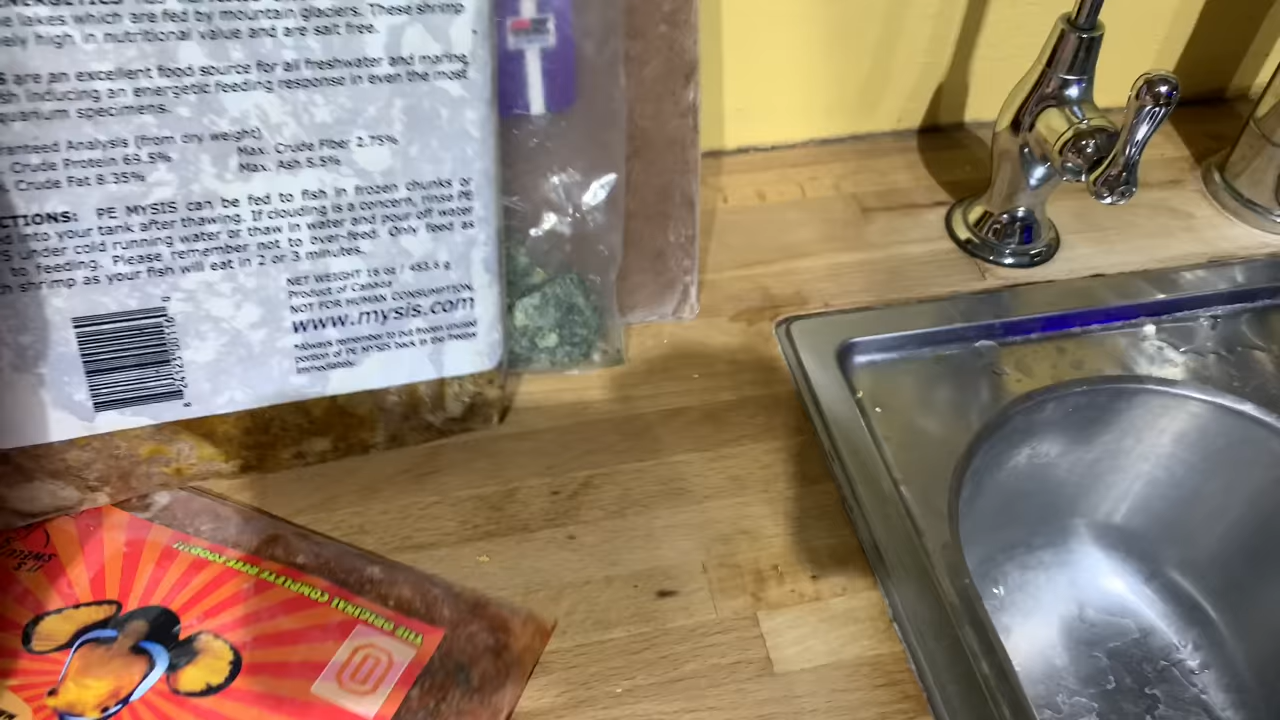 lakes which are fed by mountain glaciers. These shrimp
high in nutritional value and are salt free.
are an excellent food source for all freshwater and marine
inducing an energetic feeding response in even the most
specimens.
Analysis (from dry weight)
Crude Protein 69.5%
Max. Crude Fiber 2.75%
Crude Fat 8.35%
Max. Ash 5.5%
CTIONS: PE MYSIS can be fed to fish in frozen chunks or
into your tank after thawing. If clouding is a concern, rinse PE
under cold running water or thaw in water and pour off water
to feeding. Please remember not to over-feed. Only feed as
shrimp as your fish will eat in 2 or 3 minutes.
NET WEIGHT 16 oz / 453.6 g
Product of Canada
NOT FOR HUMAN CONSUMPTION.
www.mysis.com
*Always remember to put frozen unused
portion of PE MYSIS back in the freezer
immediately.
THE ORIGINAL COMPLETE REEF FOOD!!!
IT'S